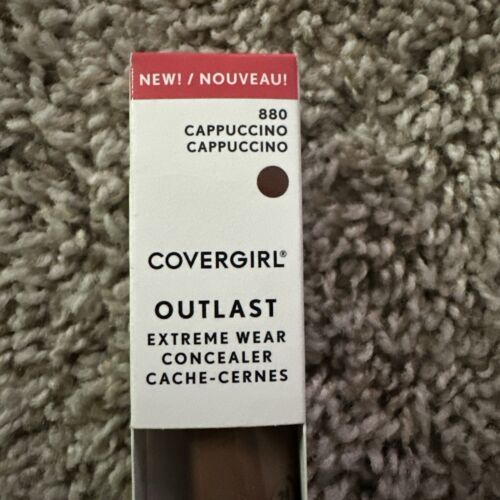 NEW! / NOUVEAU!
880
CAPPUCCINO
CAPPUCCINO
COVERGIRL®
OUTLAST
EXTREME WEAR
CONCEALER
CACHE-CERNES